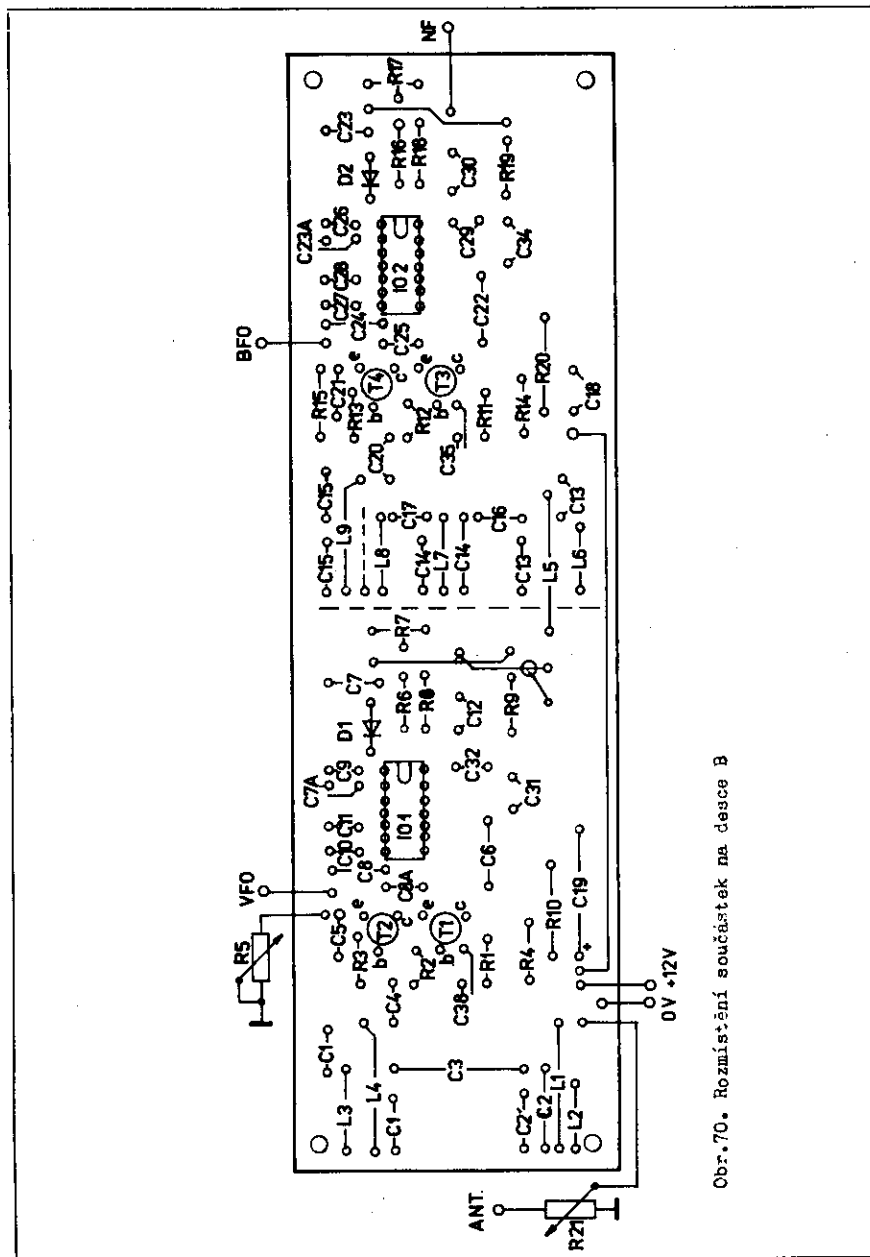 R5
VFO
BFO
C7A
C23A
L3
C1
C5
C10
C11
C9
D1
C7
C15
C15
R15
C21
C27
C28
C26
D2
C23
L4
R3
C8
L9
R13
C24
C1
C4
b
T2
e
c
C8A
IO1
R6
R7
L8
C17
C20
b
T4
e
c
C25
IO2
R16
R17
R2
R8
C14
R12
R18
C3
C38
b
T1
e
c
C32
C12
L7
C14
C35
b
T3
e
c
C29
C30
NF
R1
C6
C16
R11
C22
C2'
R4
C31
R9
C13
R14
C34
R19
C2
L1
R10
L5
R20
L2
+
C19
L6
C13
C18
ANT.
R21
0V
+12V
Obr.70. Rozmístění součástek na desce B